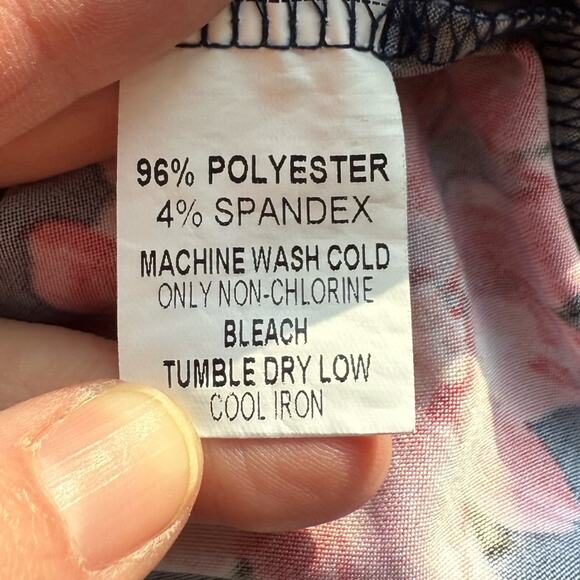 96% POLYESTER
4% SPANDEX
MACHINE WASH COLD
ONLY NON-CHLORINE
BLEACH
TUMBLE DRY LOW
COOL IRON